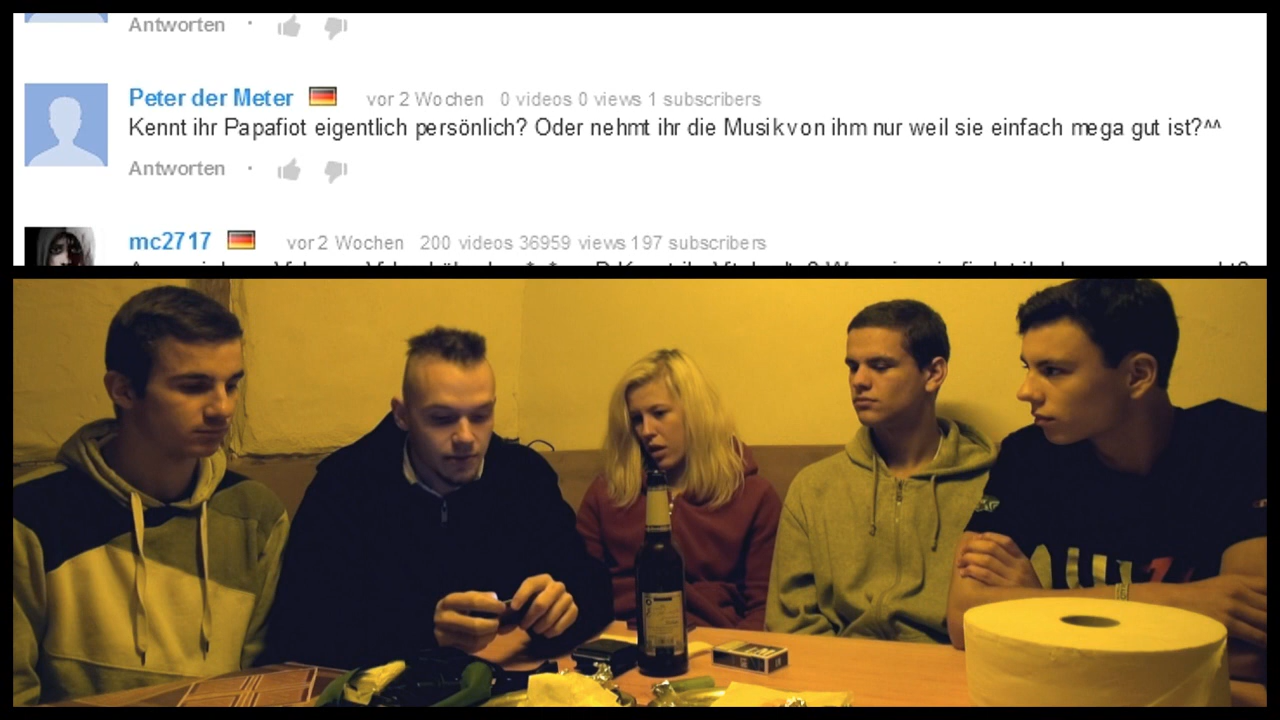 Antworten ·
Peter der Meter vor 2 Wochen 0 videos 0 views 1 subscribers
Kennt ihr Papafiot eigentlich persönlich? Oder nehmt ihr die Musik von ihm nur weil sie einfach mega gut ist?^^
Antworten ·
mc2717 vor 2 Wochen 200 videos 36959 views 197 subscribers